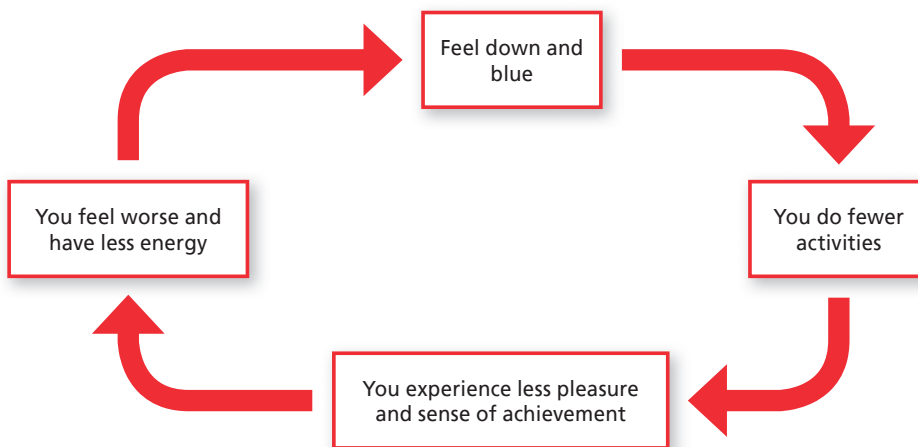 Feel down and
blue
You do fewer
activities
You experience less pleasure
and sense of achievement
You feel worse and
have less energy